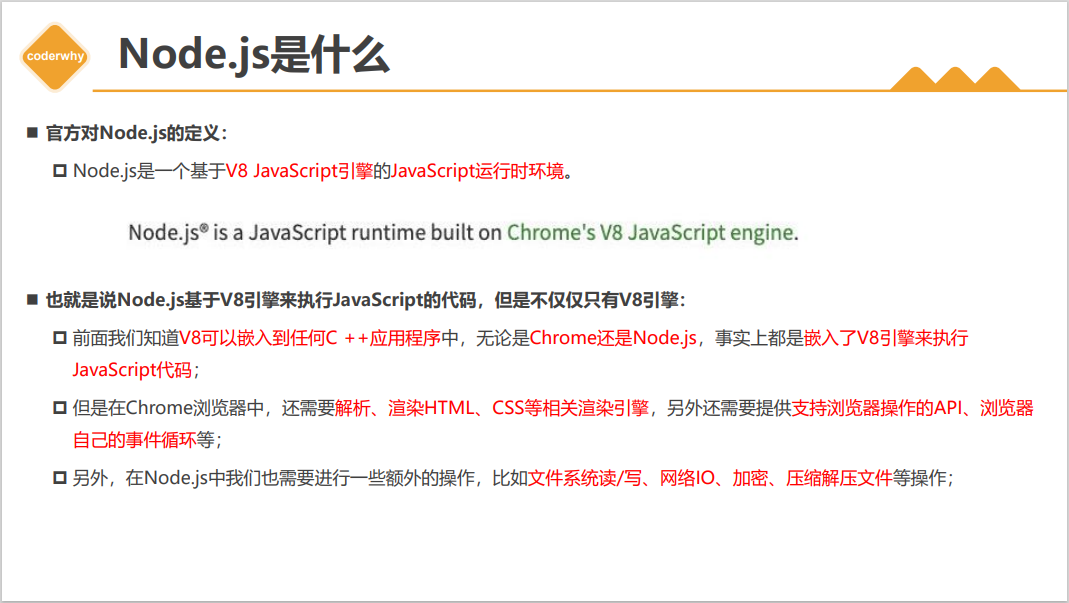 coderwhy
Node.js是什么
官方对Node.js的定义：
Node.js是一个基于V8 JavaScript引擎的JavaScript运行时环境。
Node.js® is a JavaScript runtime built on Chrome's V8 JavaScript engine.
也就是说Node.js基于V8引擎来执行JavaScript的代码，但是不仅仅只有V8引擎：
前面我们知道V8可以嵌入到任何C ++应用程序中，无论是Chrome还是Node.js，事实上都是嵌入了V8引擎来执行
JavaScript代码；
但是在Chrome浏览器中，还需要解析、渲染HTML、CSS等相关渲染引擎，另外还需要提供支持浏览器操作的API、浏览器
自己的事件循环等；
另外，在Node.js中我们也需要进行一些额外的操作，比如文件系统读/写、网络IO、加密、压缩解压文件等操作；